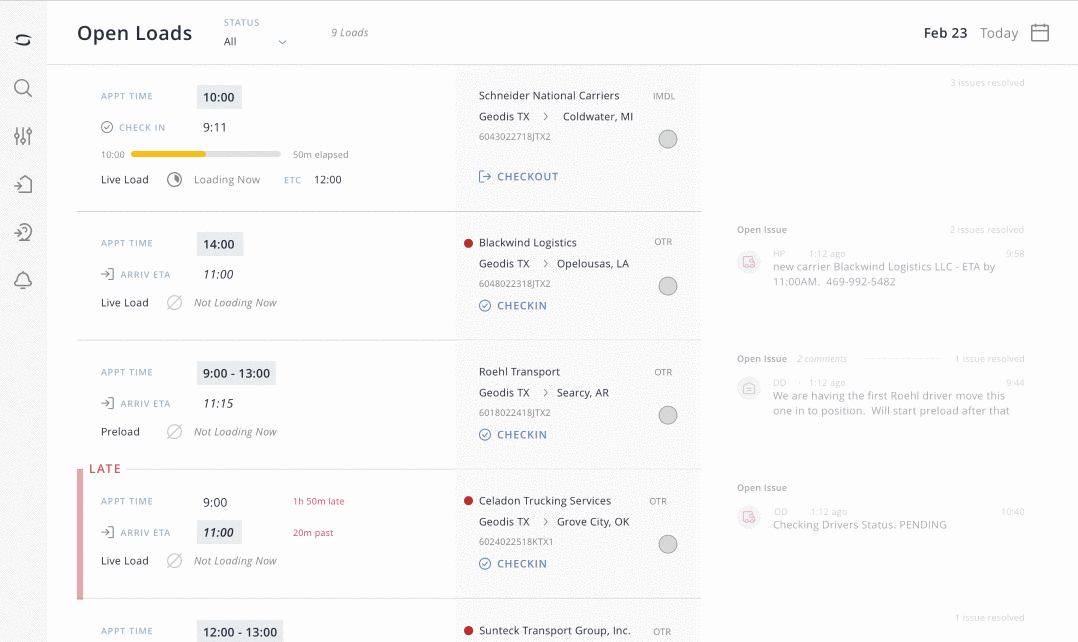 Open Loads
STATUS
All
9 Loads
Feb 23 Today
3 issues resolved
APPT TIME 10:00
CHECK IN 9:11
10:00 50m elapsed
Live Load Loading Now ETC 12:00
Schneider National Carriers IMDL
Geodis TX > Coldwater, MI
6043022718JTX2
CHECKOUT
APPT TIME 14:00
ARRIV ETA 11:00
Live Load Not Loading Now
Blackwind Logistics OTR
Geodis TX > Opelousas, LA
6048022318JTX2
CHECKIN
Open Issue 2 issues resolved
HP 1:12 ago 9:58
new carrier Blackwind Logistics LLC - ETA by
11:00AM. 469-992-5482
APPT TIME 9:00 - 13:00
ARRIV ETA 11:15
Preload Not Loading Now
Roehl Transport OTR
Geodis TX > Searcy, AR
6018022418JTX2
CHECKIN
Open Issue 2 comments 1 issue resolved
DD · 1:12 ago 9:44
We are having the first Roehl driver move this
one in to position. Will start preload after that
LATE
APPT TIME 9:00 1h 50m late
ARRIV ETA 11:00 20m past
Live Load Not Loading Now
Celadon Trucking Services OTR
Geodis TX > Grove City, OK
6024022518KTX1
CHECKIN
Open Issue
OD 1:12 ago 10:40
Checking Drivers Status. PENDING
APPT TIME 12:00 - 13:00
Sunteck Transport Group, Inc. OTR
1 issue resolved